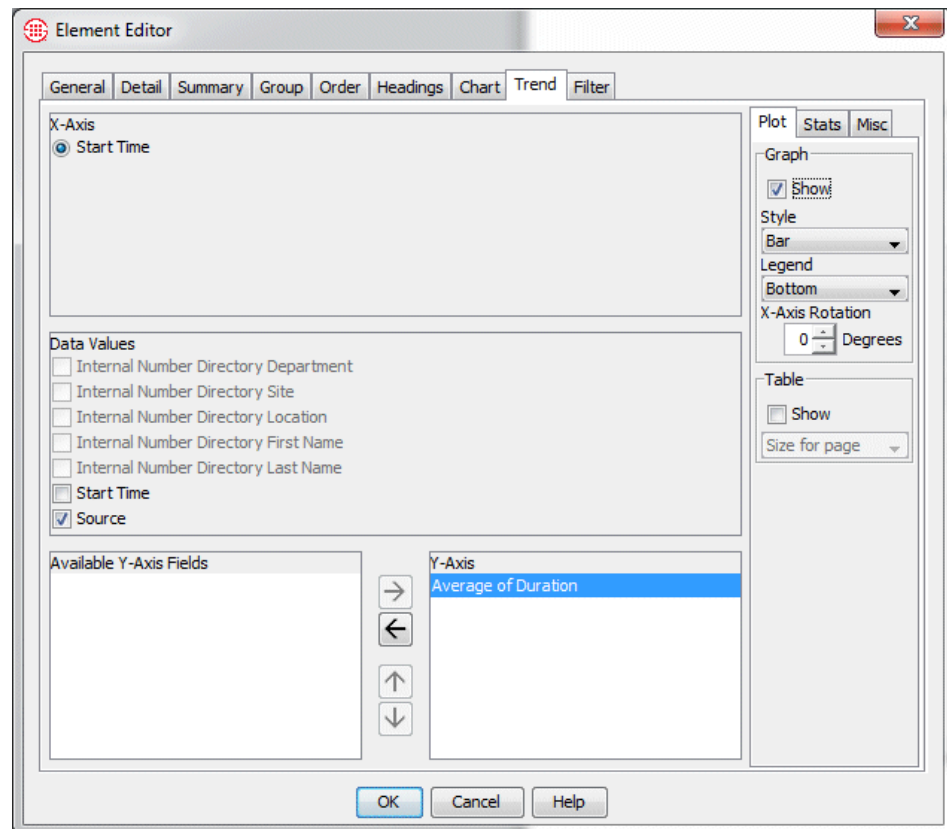 Element Editor
General Detail Summary Group Order Headings Chart Trend Filter
X-Axis
Start Time
Data Values
Internal Number Directory Department
Internal Number Directory Site
Internal Number Directory Location
Internal Number Directory First Name
Internal Number Directory Last Name
Start Time
Source
Available Y-Axis Fields
Y-Axis
Average of Duration
Plot Stats Misc
Graph
Show
Style
Bar
Legend
Bottom
X-Axis Rotation
0 Degrees
Table
Show
Size for page
OK Cancel Help